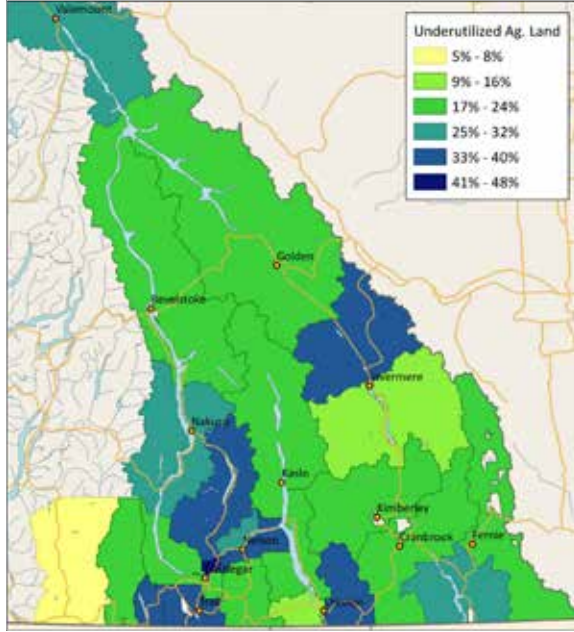 Valemount
Underutilized Ag. Land
5% - 8%
9% - 16%
17% - 24%
25% - 32%
33% - 40%
41% - 48%
Golden
Revelstoke
Invermere
Nakusp
Kaslo
Kimberley
Cranbrook
Fernie
Nelson
Castlegar